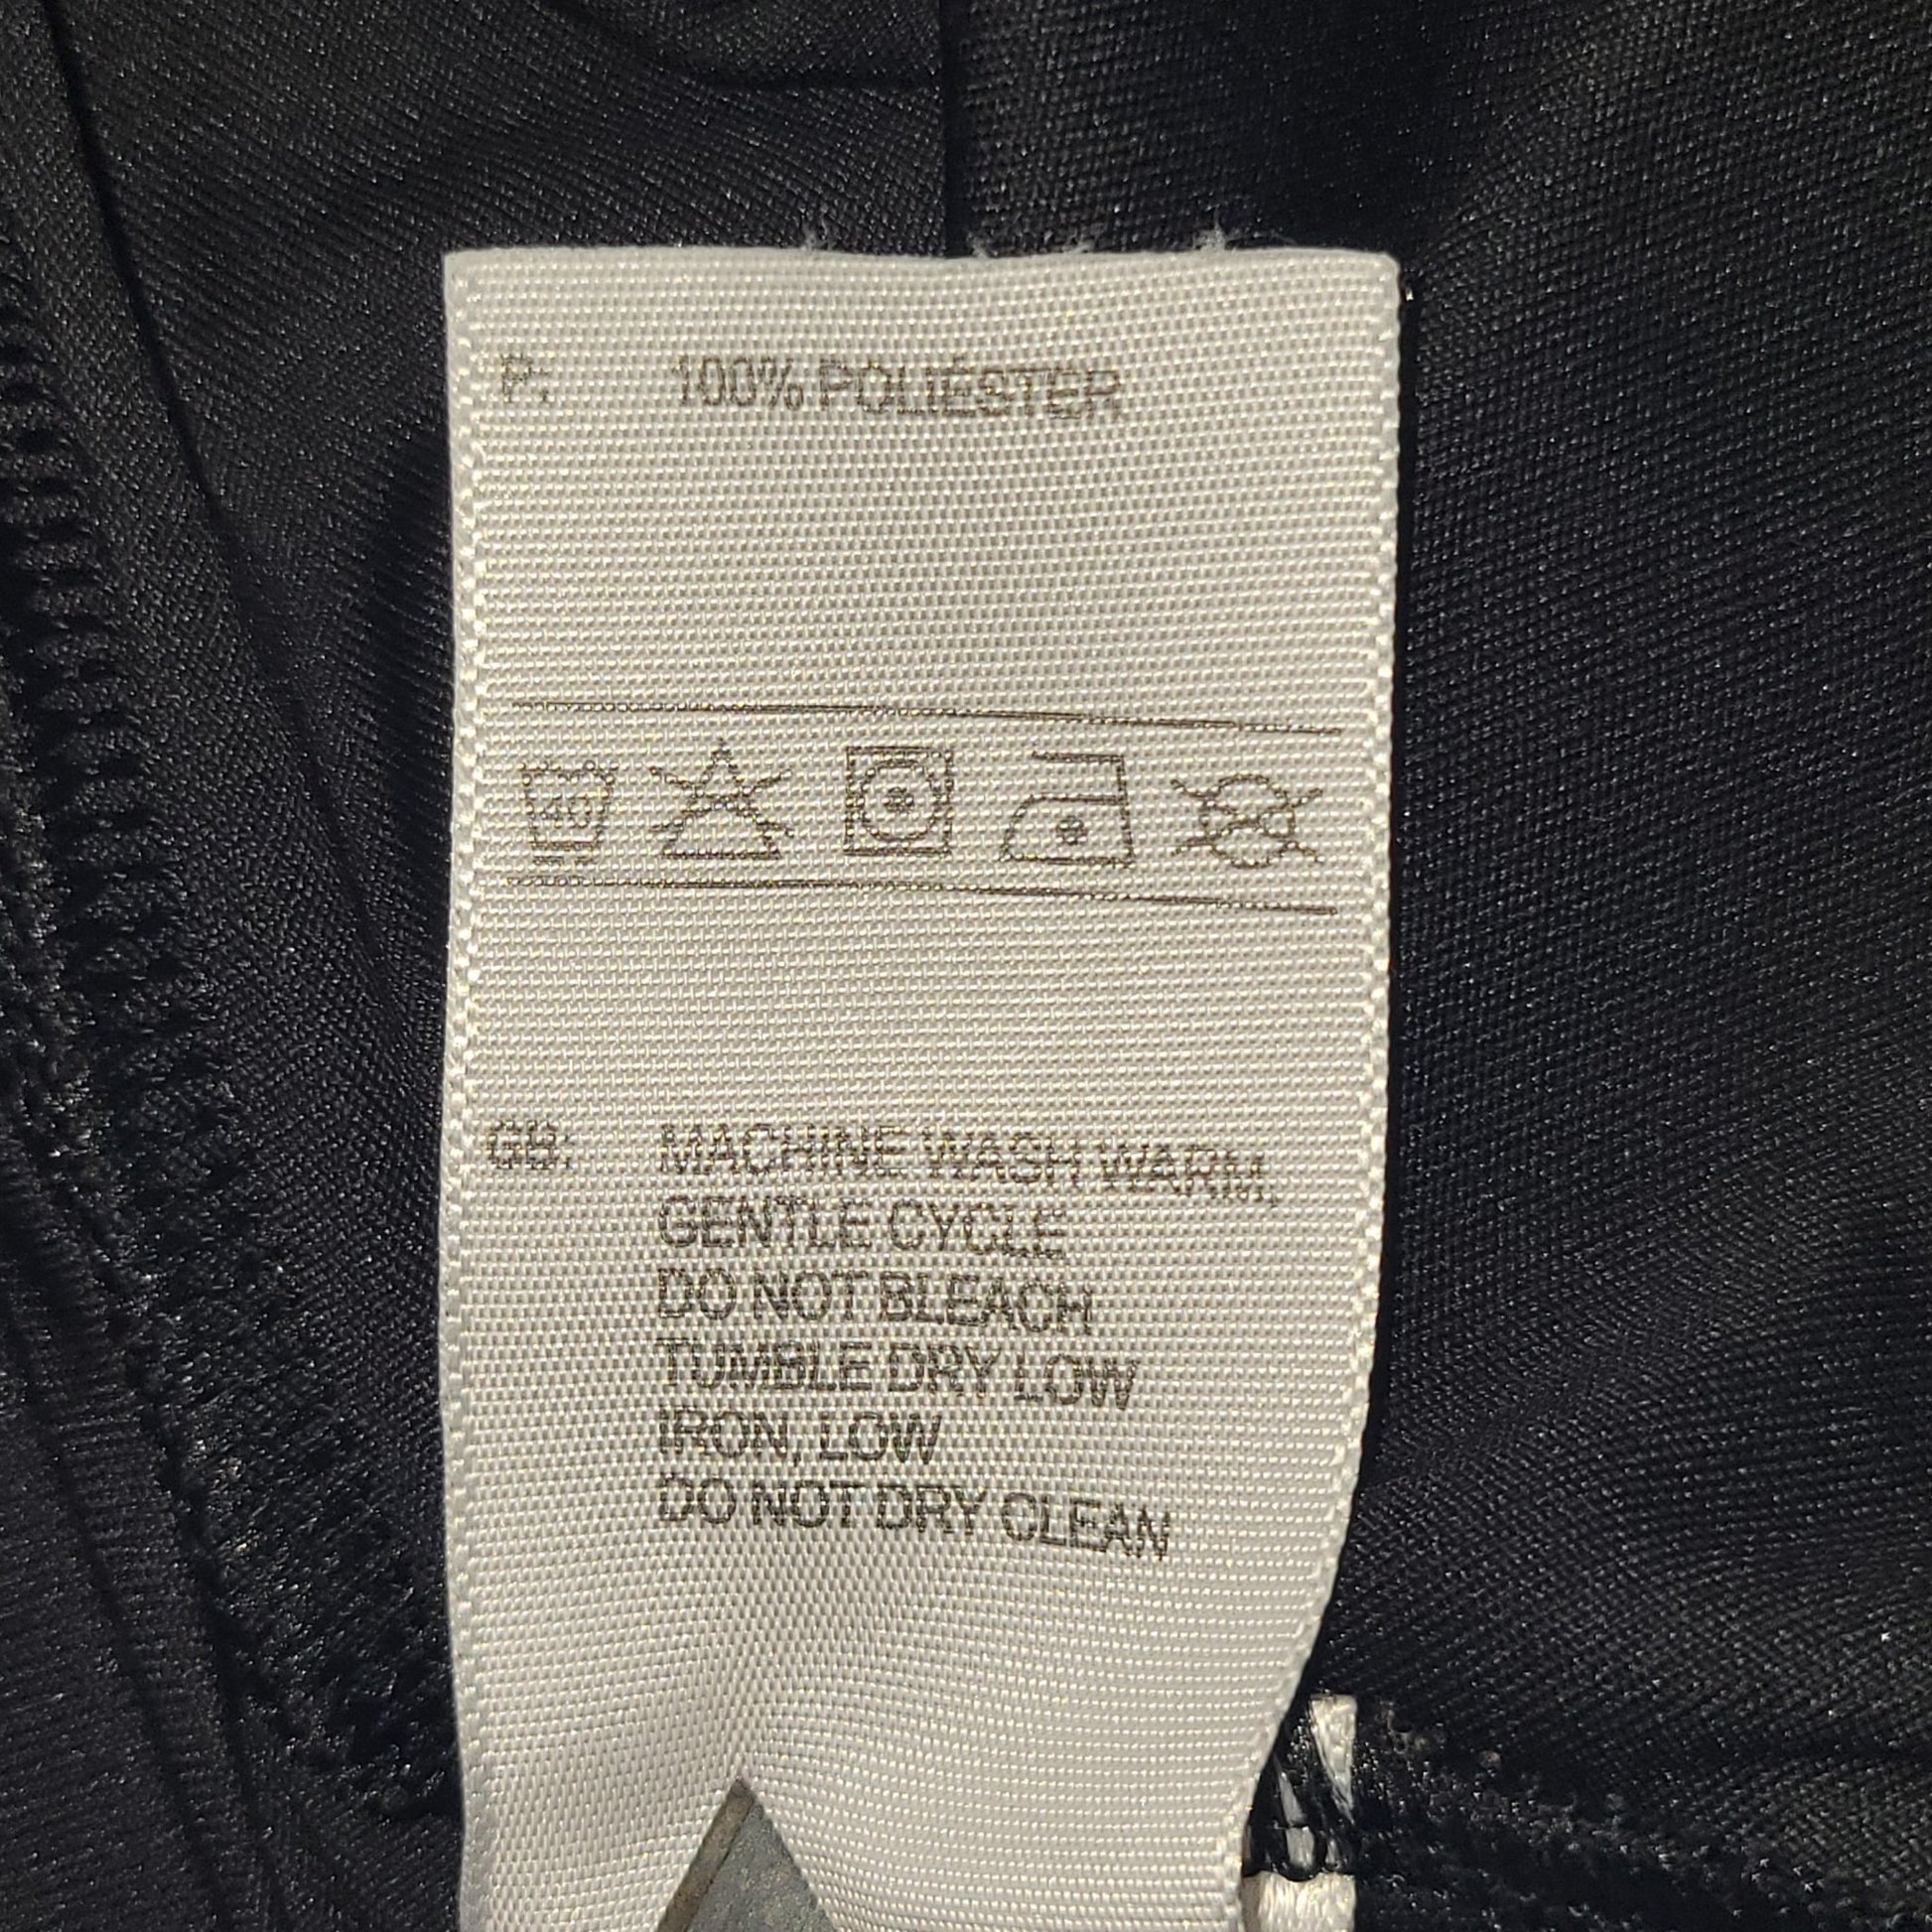 P: 100% POLIÉSTER
40
GB: MACHINE WASH WARM,
GENTLE CYCLE
DO NOT BLEACH
TUMBLE DRY LOW
IRON, LOW
DO NOT DRY CLEAN